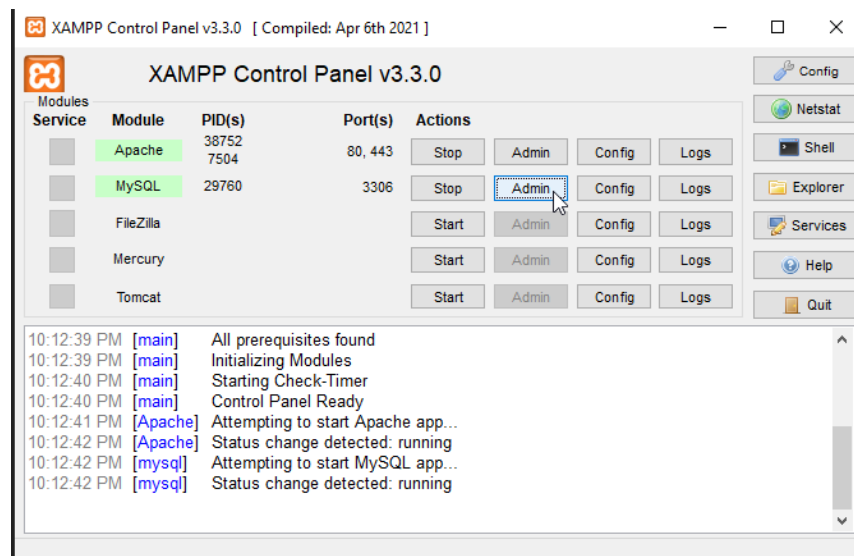 XAMPP Control Panel v3.3.0 [ Compiled: Apr 6th 2021 ]
XAMPP Control Panel v3.3.0
Config
Modules
Service Module PID(s) Port(s) Actions
Netstat
Apache 38752 7504 80, 443 Stop Admin Config Logs
Shell
MySQL 29760 3306 Stop Admin Config Logs
Explorer
FileZilla Start Admin Config Logs
Services
Mercury Start Admin Config Logs
Help
Tomcat Start Admin Config Logs
Quit
10:12:39 PM [main] All prerequisites found
10:12:39 PM [main] Initializing Modules
10:12:40 PM [main] Starting Check-Timer
10:12:40 PM [main] Control Panel Ready
10:12:41 PM [Apache] Attempting to start Apache app...
10:12:42 PM [Apache] Status change detected: running
10:12:42 PM [mysql] Attempting to start MySQL app...
10:12:42 PM [mysql] Status change detected: running